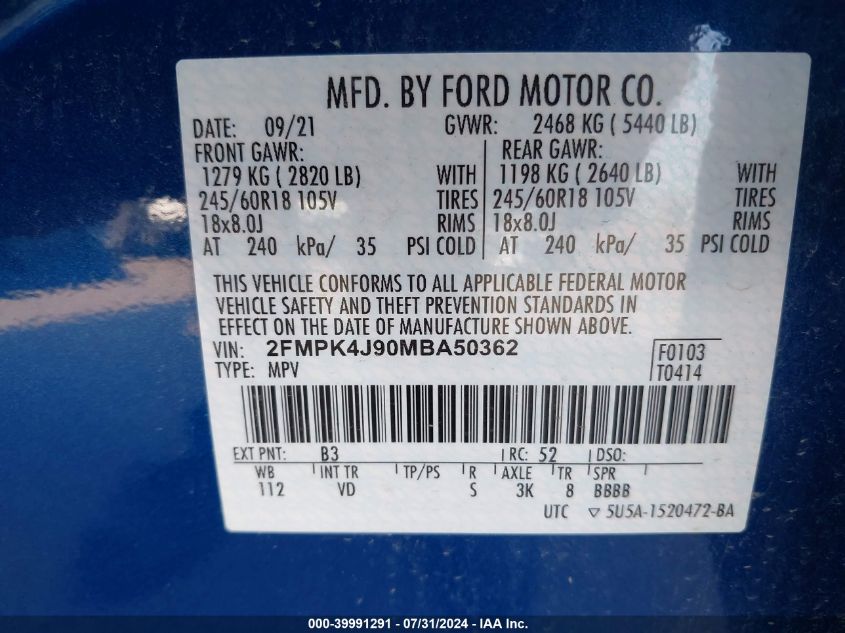 MFD. BY FORD MOTOR CO.
DATE: 09/21 GVWR: 2468 KG ( 5440 LB)
FRONT GAWR: REAR GAWR:
1279 KG ( 2820 LB) WITH 1198 KG ( 2640 LB) WITH
245/60R18 105V TIRES 245/60R18 105V TIRES
18x8.0J RIMS 18x8.0J RIMS
AT 240 kPa/ 35 PSI COLD AT 240 kPa/ 35 PSI COLD
THIS VEHICLE CONFORMS TO ALL APPLICABLE FEDERAL MOTOR
VEHICLE SAFETY AND THEFT PREVENTION STANDARDS IN
EFFECT ON THE DATE OF MANUFACTURE SHOWN ABOVE.
VIN: 2FMPK4J90MBA50362 F0103
TYPE: MPV T0414
EXT PNT: B3 RC: 52 DSO:
WB INT TR TP/PS R AXLE TR SPR
112 VD S 3K 8 BBBB
UTC ▽ 5U5A-1520472-BA
000-39991291 - 07/31/2024 - IAA Inc.